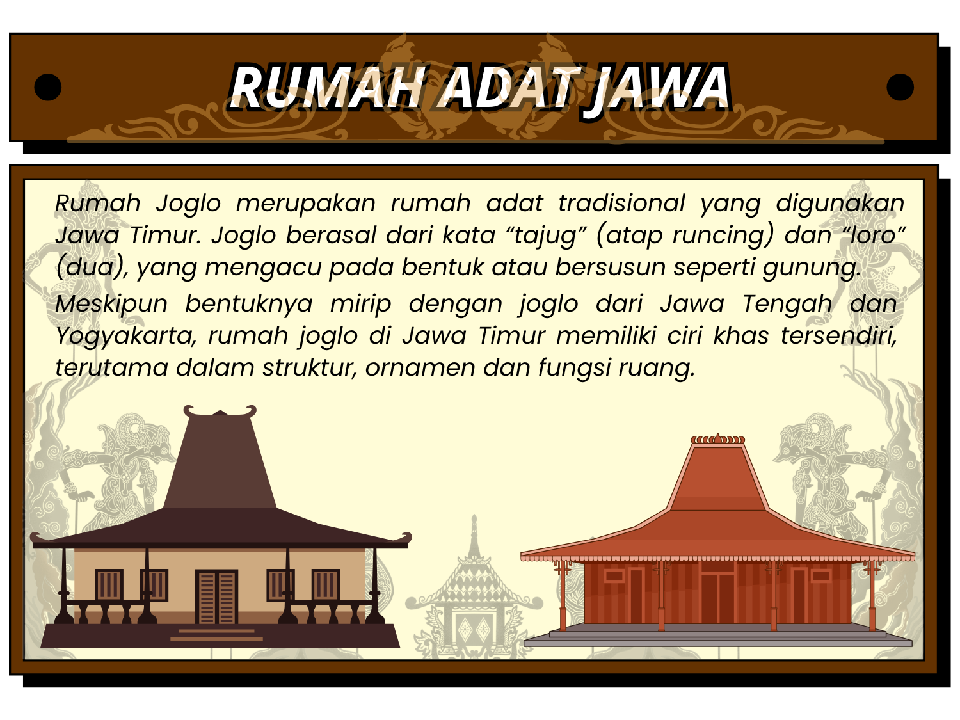 RUMAH ADAT JAWA
Rumah Joglo merupakan rumah adat tradisional yang digunakan
Jawa Timur. Joglo berasal dari kata “tajug” (atap runcing) dan “loro”
(dua), yang mengacu pada bentuk atau bersusun seperti gunung.
Meskipun bentuknya mirip dengan joglo dari Jawa Tengah dan
Yogyakarta, rumah joglo di Jawa Timur memiliki ciri khas tersendiri,
terutama dalam struktur, ornamen dan fungsi ruang.